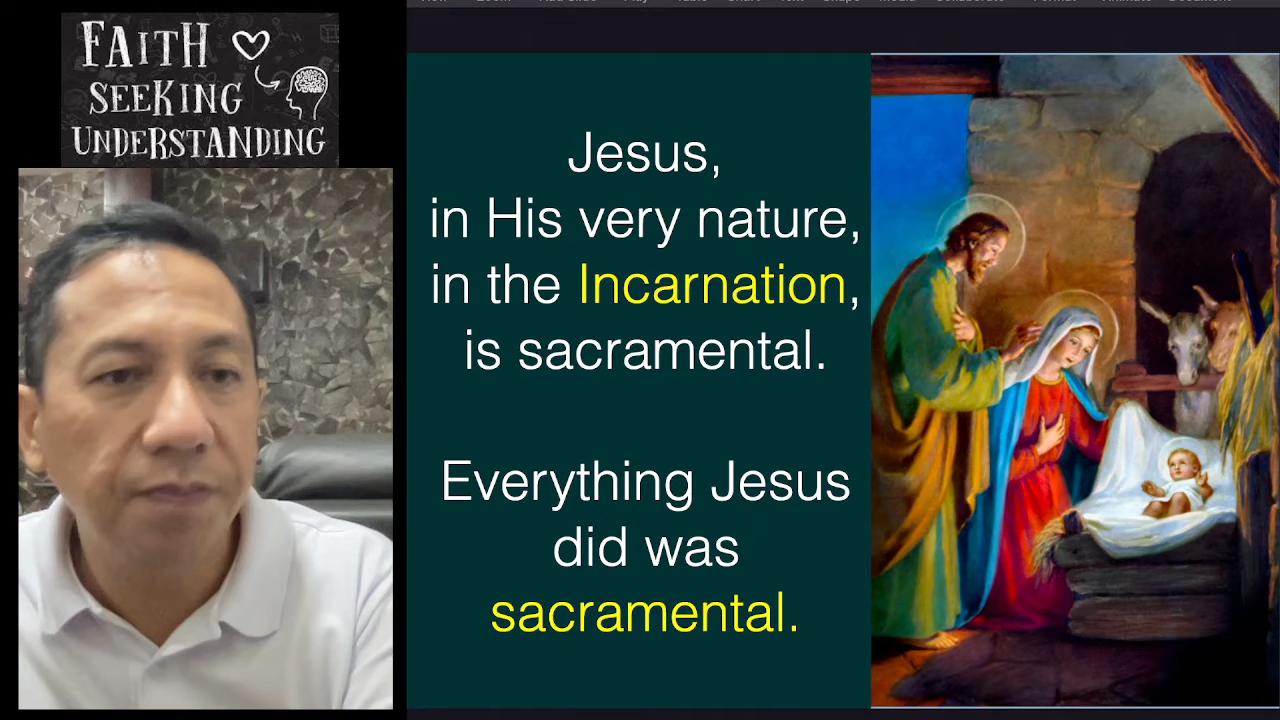 FAITH
SEEKING
UNDERSTANDING
Jesus,
in His very nature,
in the Incarnation,
is sacramental.
Everything Jesus
did was
sacramental.